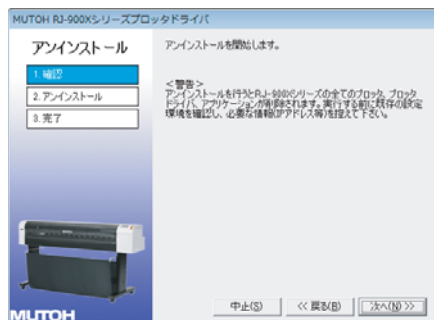 MUTOH RJ-900Xシリーズプロッタドライバ
アンインストール
アンインストールを開始します。
1. 確認
2. アンインストール
3. 完了
＜警告＞
アンインストールを行うとRJ-900Xシリーズの全てのプロッタ、プロッタ
ドライバ、アプリケーションが削除されます。実行する前に既存の設定
環境を確認し、必要な情報(IPアドレス等)を控えて下さい。
MUTOH
中止(S)
<< 戻る(B)
次へ(N) >>